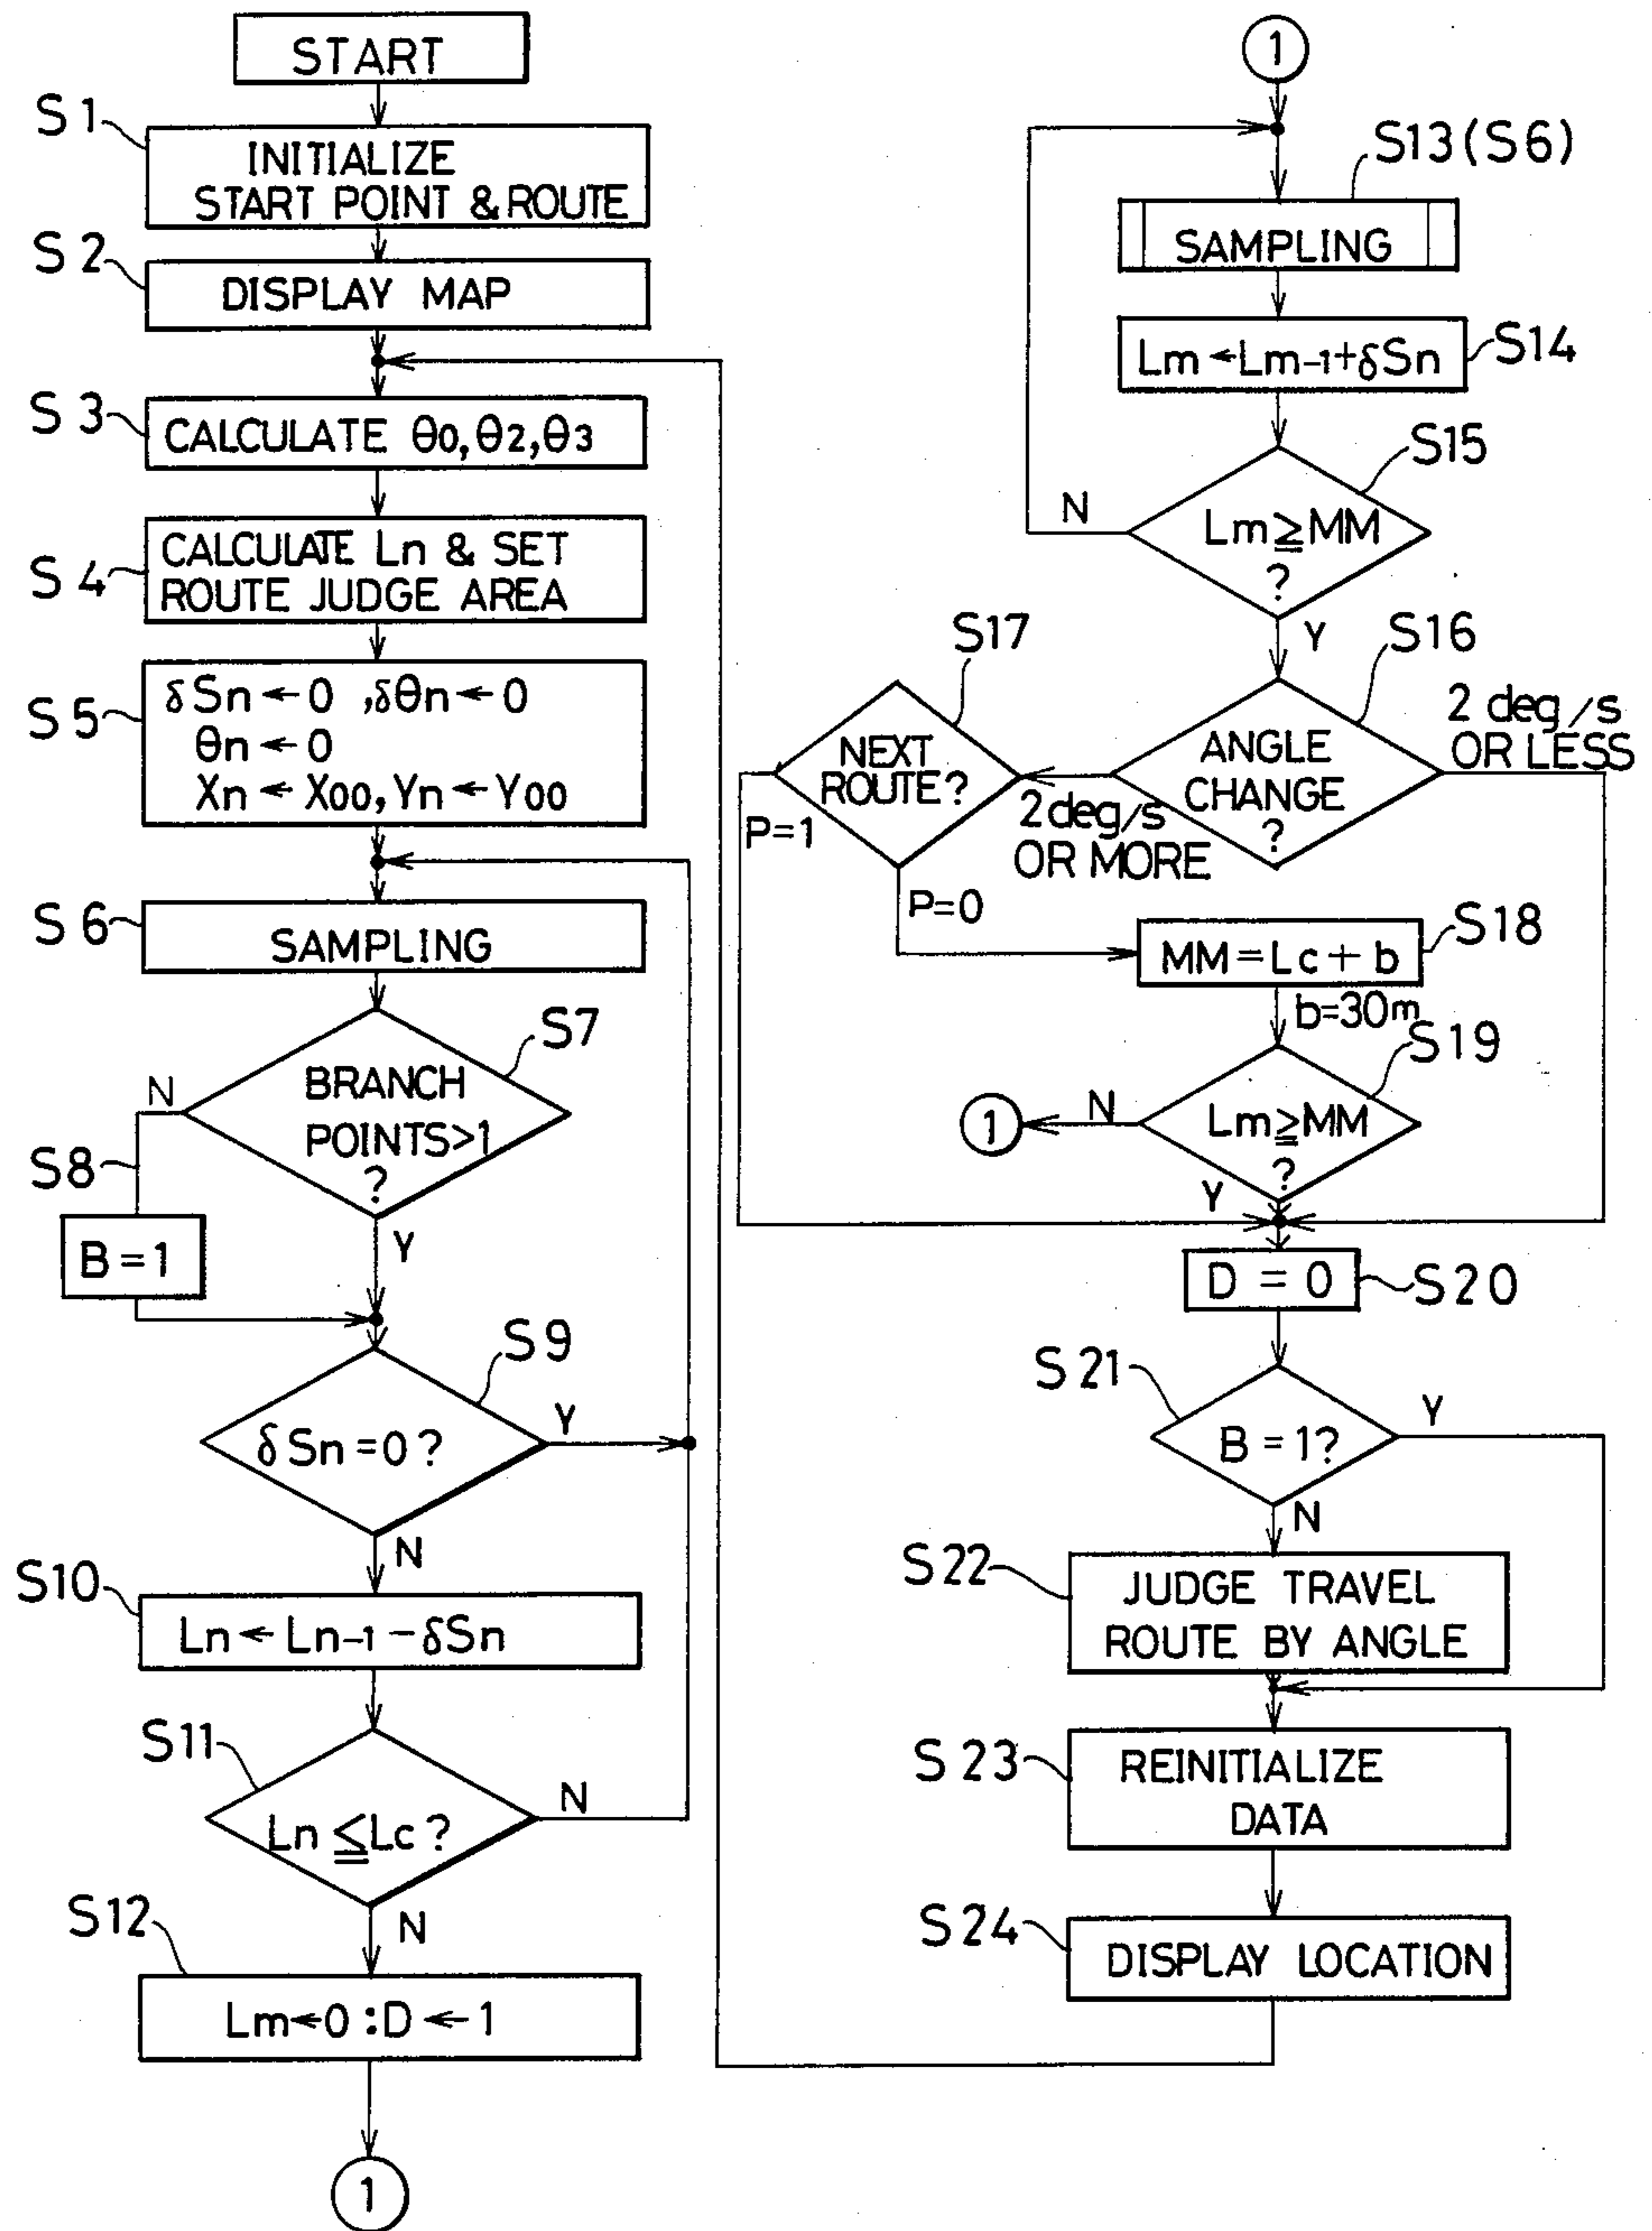 START
S1
INITIALIZE
START POINT & ROUTE
S2
DISPLAY MAP
S3
CALCULATE θ0,θ2,θ3
S4
CALCULATE Ln & SET
ROUTE JUDGE AREA
S5
δSn←0 ,δθn←0
θn←0
Xn←X00,Yn←Y00
S6
SAMPLING
S7
BRANCH
POINTS>1
?
N
Y
S8
B=1
S9
δSn=0?
Y
N
S10
Ln←Ln-1-δSn
S11
Ln≦Lc?
N
N
S12
Lm←0:D←1
1
1
S13(S6)
SAMPLING
S14
Lm←Lm-1+δSn
S15
Lm≧MM
?
N
Y
S16
ANGLE
CHANGE
?
2 deg/s
OR LESS
2deg/s
OR MORE
S17
NEXT
ROUTE?
P=1
P=0
S18
MM=Lc+b
b=30m
S19
Lm≧MM
?
N
1
Y
S20
D=0
S21
B=1?
Y
N
S22
JUDGE TRAVEL
ROUTE BY ANGLE
S23
REINITIALIZE
DATA
S24
DISPLAY LOCATION